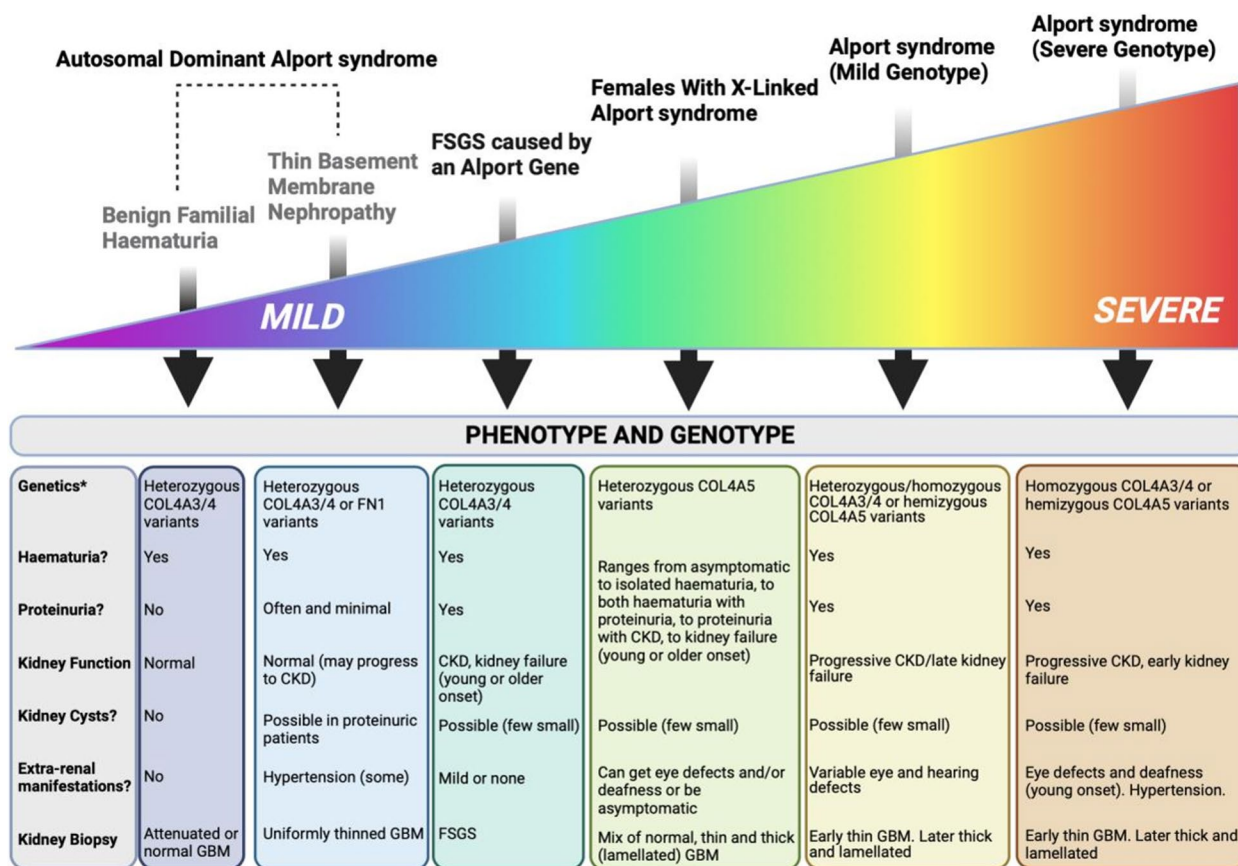 Alport syndrome
(Severe Genotype)
Alport syndrome
(Mild Genotype)
Autosomal Dominant Alport syndrome
Females With X-Linked
Alport syndrome
FSGS caused by
an Alport Gene
Thin Basement
Membrane
Nephropathy
Benign Familial
Haematuria
MILD
SEVERE
PHENOTYPE AND GENOTYPE
Genetics*
Heterozygous
COL4A3/4
variants
Heterozygous
COL4A3/4 or FN1
variants
Heterozygous
COL4A3/4
variants
Heterozygous COL4A5
variants
Heterozygous/homozygous
COL4A3/4 or hemizygous
COL4A5 variants
Homozygous COL4A3/4 or
hemizygous COL4A5 variants
Haematuria?
Yes
Yes
Yes
Ranges from asymptomatic
to isolated haematuria, to
both haematuria with
proteinuria, to proteinuria
with CKD, to kidney failure
(young or older onset)
Yes
Yes
Proteinuria?
No
Often and minimal
Yes
Yes
Yes
Kidney Function
Normal
Normal (may progress
to CKD)
CKD, kidney failure
(young or older
onset)
Progressive CKD/late kidney
failure
Progressive CKD, early kidney
failure
Kidney Cysts?
No
Possible in proteinuric
patients
Possible (few small)
Possible (few small)
Possible (few small)
Possible (few small)
Extra-renal
manifestations?
No
Hypertension (some)
Mild or none
Can get eye defects and/or
deafness or be
asymptomatic
Variable eye and hearing
defects
Eye defects and deafness
(young onset). Hypertension.
Kidney Biopsy
Attenuated or
normal GBM
Uniformly thinned GBM
FSGS
Mix of normal, thin and thick
(lamellated) GBM
Early thin GBM. Later thick
and lamellated
Early thin GBM. Later thick and
lamellated